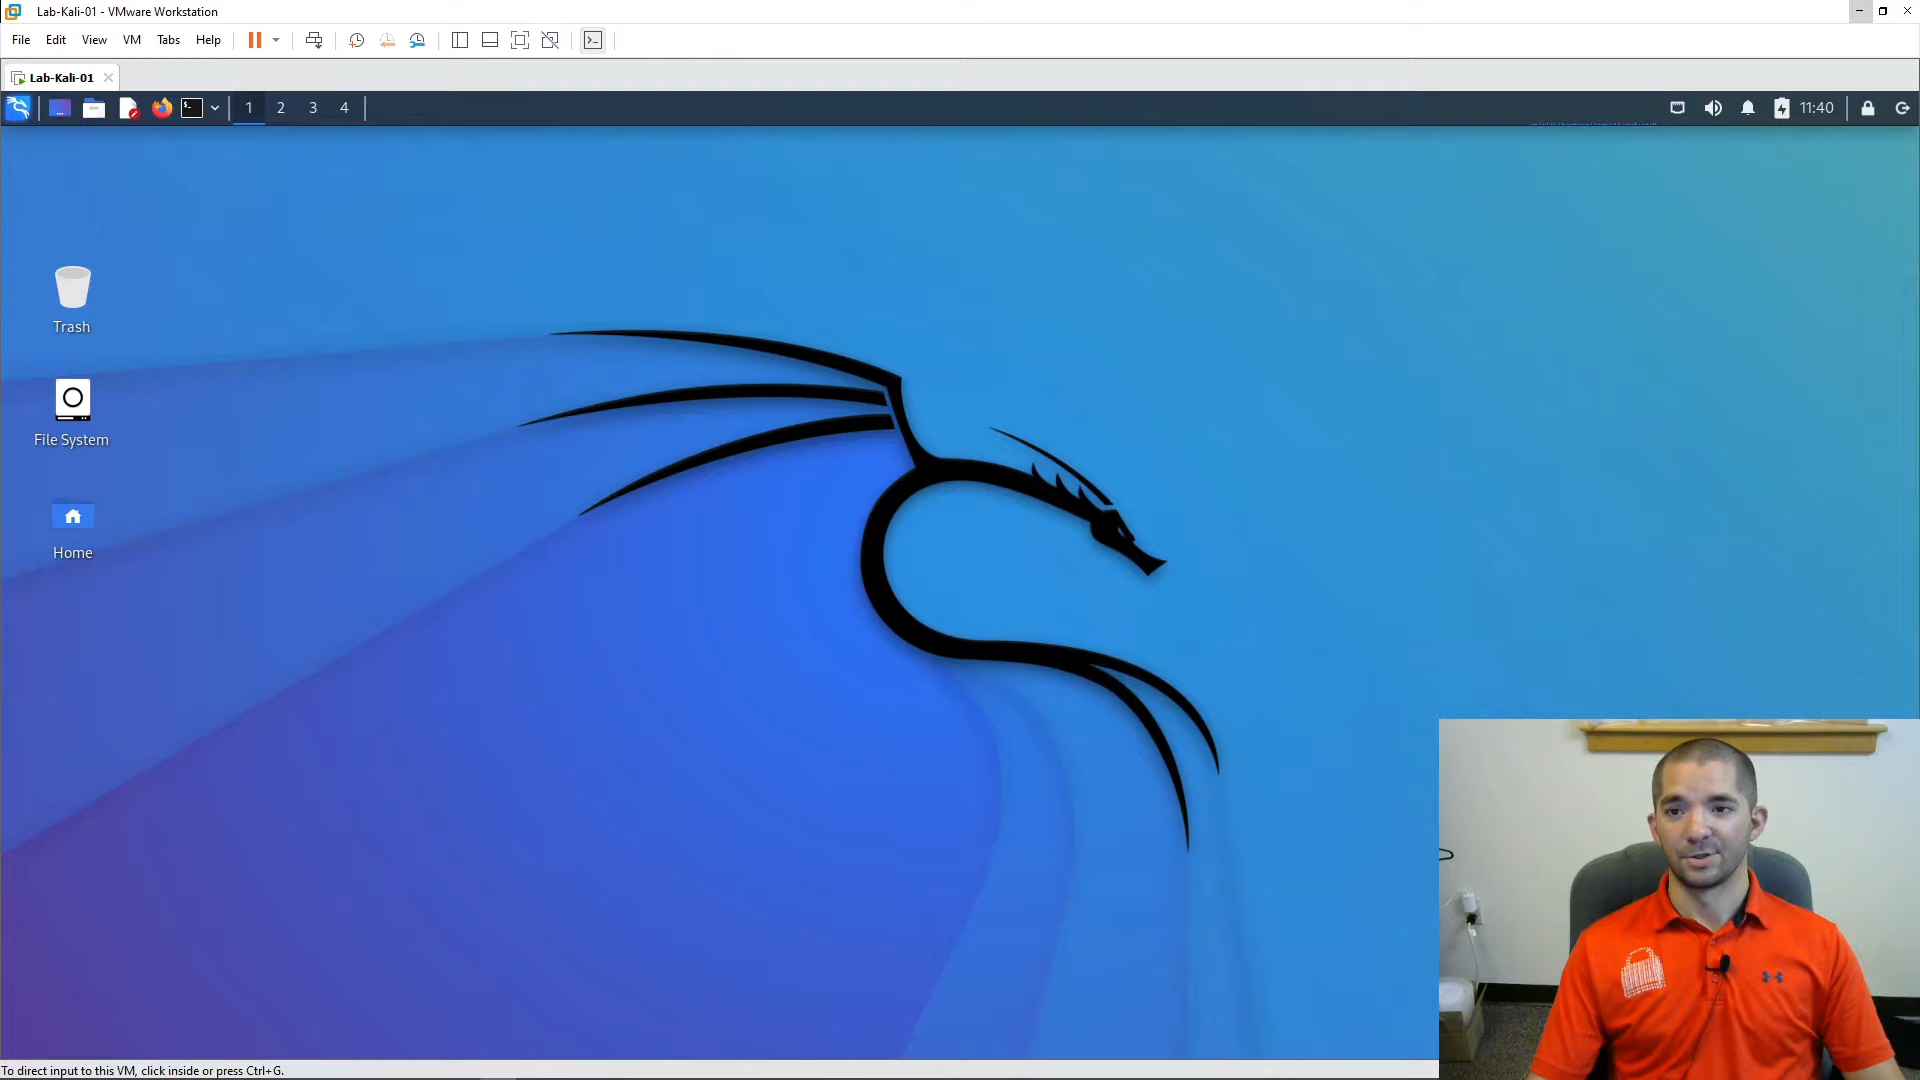 Lab-Kali-01 - VMware Workstation
File Edit View VM Tabs Help
Lab-Kali-01
1 2 3 4
11:40
Trash
File System
Home
To direct input to this VM, click inside or press Ctrl+G.